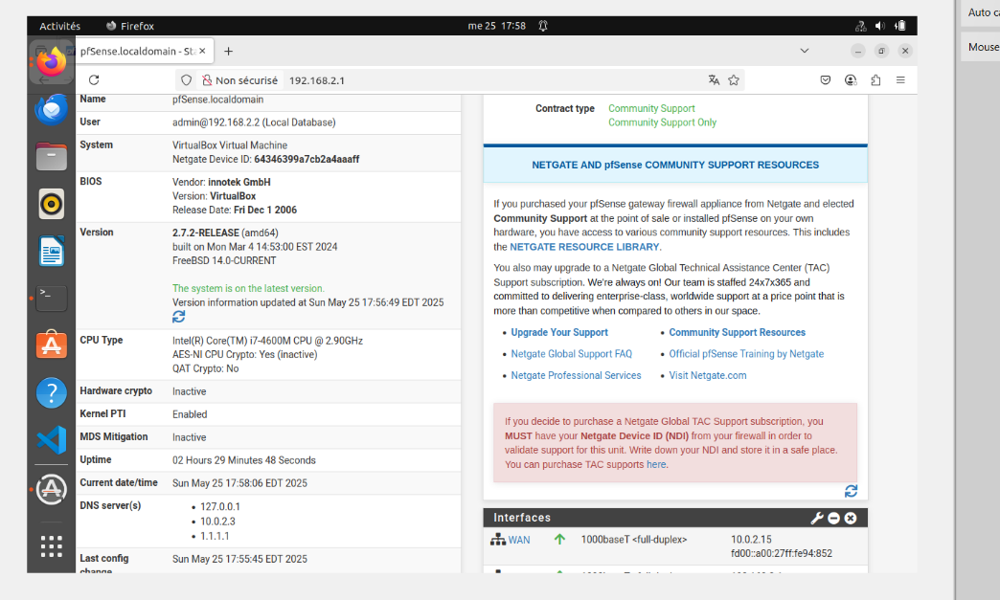 Activités
Firefox
me 25 17:58
Auto ca
Mouse
pfSense.localdomain - Sta
Non sécurisé
192.168.2.1
Name
pfSense.localdomain
User
admin@192.168.2.2 (Local Database)
System
VirtualBox Virtual Machine
Netgate Device ID: 64346399a7cb2a4aaaff
BIOS
Vendor: innotek GmbH
Version: VirtualBox
Release Date: Fri Dec 1 2006
Version
2.7.2-RELEASE (amd64)
built on Mon Mar 4 14:53:00 EST 2024
FreeBSD 14.0-CURRENT
The system is on the latest version.
Version information updated at Sun May 25 17:56:49 EDT 2025
CPU Type
Intel(R) Core(TM) i7-4600M CPU @ 2.90GHz
AES-NI CPU Crypto: Yes (inactive)
QAT Crypto: No
Hardware crypto
Inactive
Kernel PTI
Enabled
MDS Mitigation
Inactive
Uptime
02 Hours 29 Minutes 48 Seconds
Current date/time
Sun May 25 17:58:06 EDT 2025
DNS server(s)
127.0.0.1
10.0.2.3
1.1.1.1
Last config
change
Sun May 25 17:55:45 EDT 2025
Contract type
Community Support
Community Support Only
NETGATE AND pfSense COMMUNITY SUPPORT RESOURCES
If you purchased your pfSense gateway firewall appliance from Netgate and elected
Community Support at the point of sale or installed pfSense on your own
hardware, you have access to various community support resources. This includes
the NETGATE RESOURCE LIBRARY.
You also may upgrade to a Netgate Global Technical Assistance Center (TAC)
Support subscription. We're always on! Our team is staffed 24x7x365 and
committed to delivering enterprise-class, worldwide support at a price point that is
more than competitive when compared to others in our space.
Upgrade Your Support
Community Support Resources
Netgate Global Support FAQ
Official pfSense Training by Netgate
Netgate Professional Services
Visit Netgate.com
If you decide to purchase a Netgate Global TAC Support subscription, you
MUST have your Netgate Device ID (NDI) from your firewall in order to
validate support for this unit. Write down your NDI and store it in a safe place.
You can purchase TAC supports here.
Interfaces
WAN
1000baseT <full-duplex>
10.0.2.15
fd00::a00:27ff:fe94:852